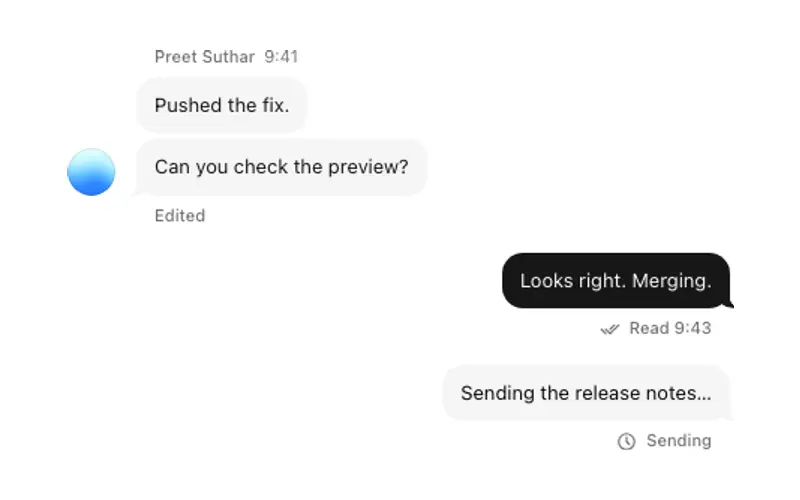 Preet Suthar 9:41
Pushed the fix.
Can you check the preview?
Edited
Looks right. Merging.
Read 9:43
Sending the release notes...
Sending